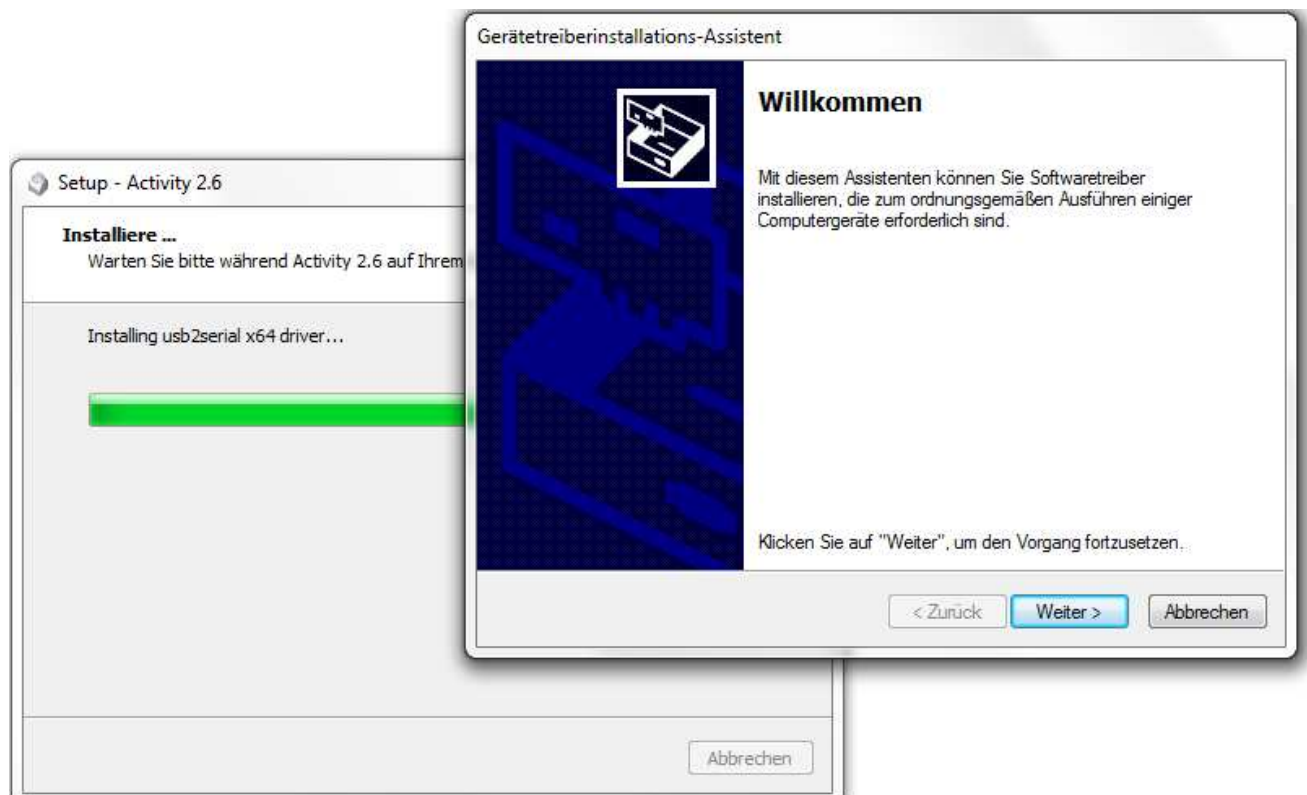 Gerätetreiberinstallations-Assistent
Willkommen
Mit diesem Assistenten können Sie Softwaretreiber
installieren, die zum ordnungsgemäßen Ausführen einiger
Computergeräte erforderlich sind.
Klicken Sie auf "Weiter", um den Vorgang fortzusetzen.
< Zurück
Weiter >
Abbrechen
Setup - Activity 2.6
Installiere ...
Warten Sie bitte während Activity 2.6 auf Ihrem
Installing usb2serial x64 driver...
Abbrechen